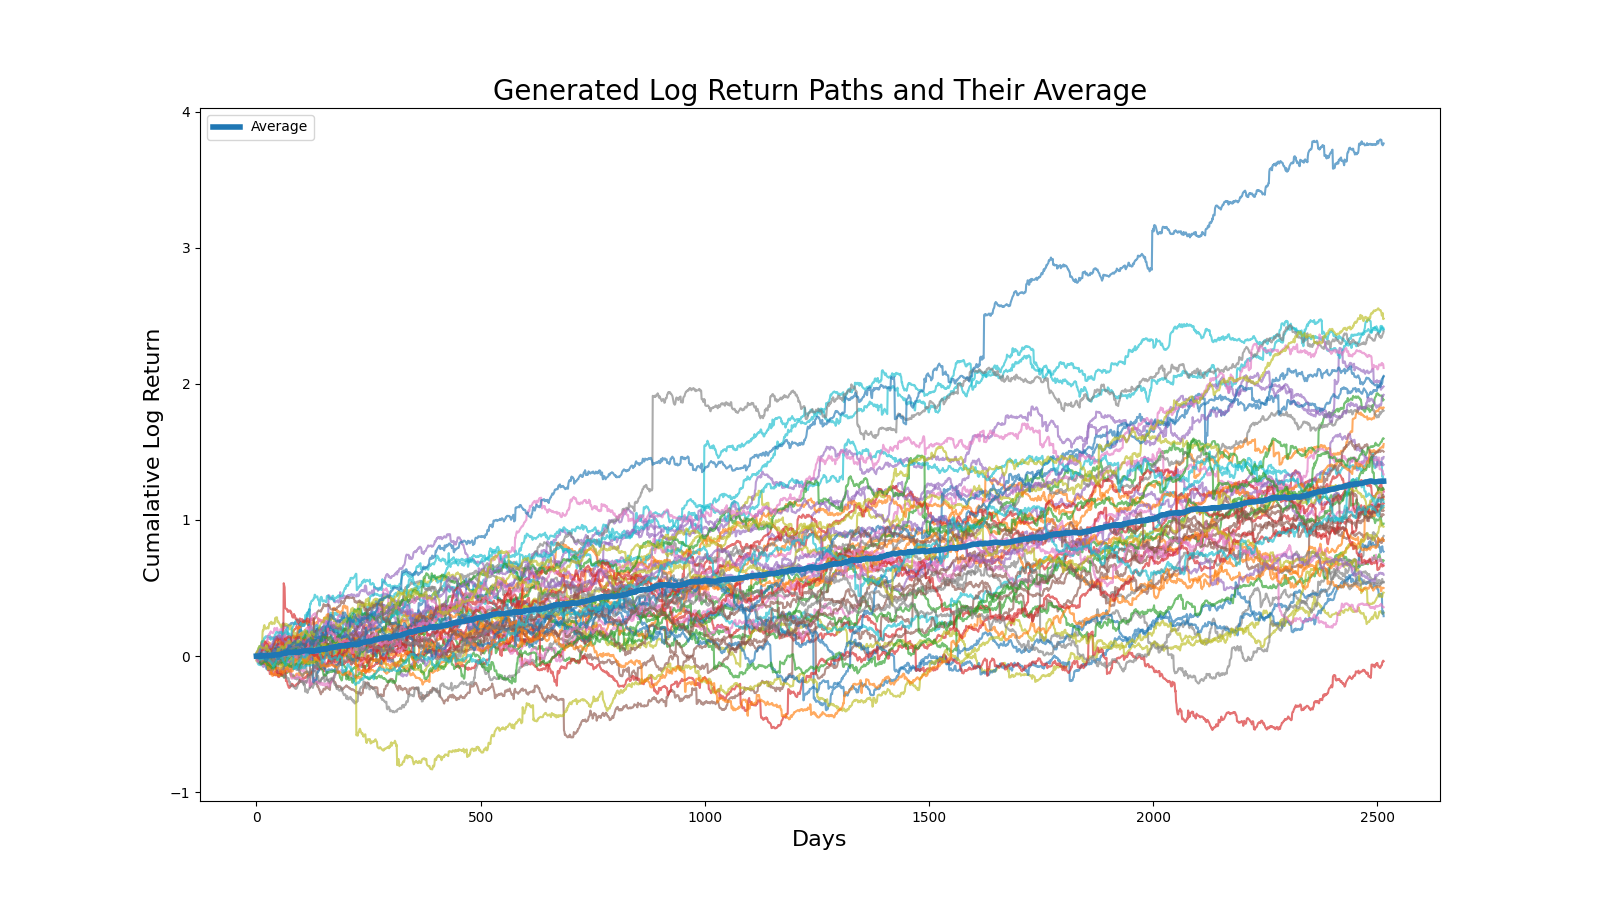 Generated Log Return Paths and Their Average
Average
4
3
2
1
0
−1
Cumalative Log Return
0 500 1000 1500 2000 2500
Days